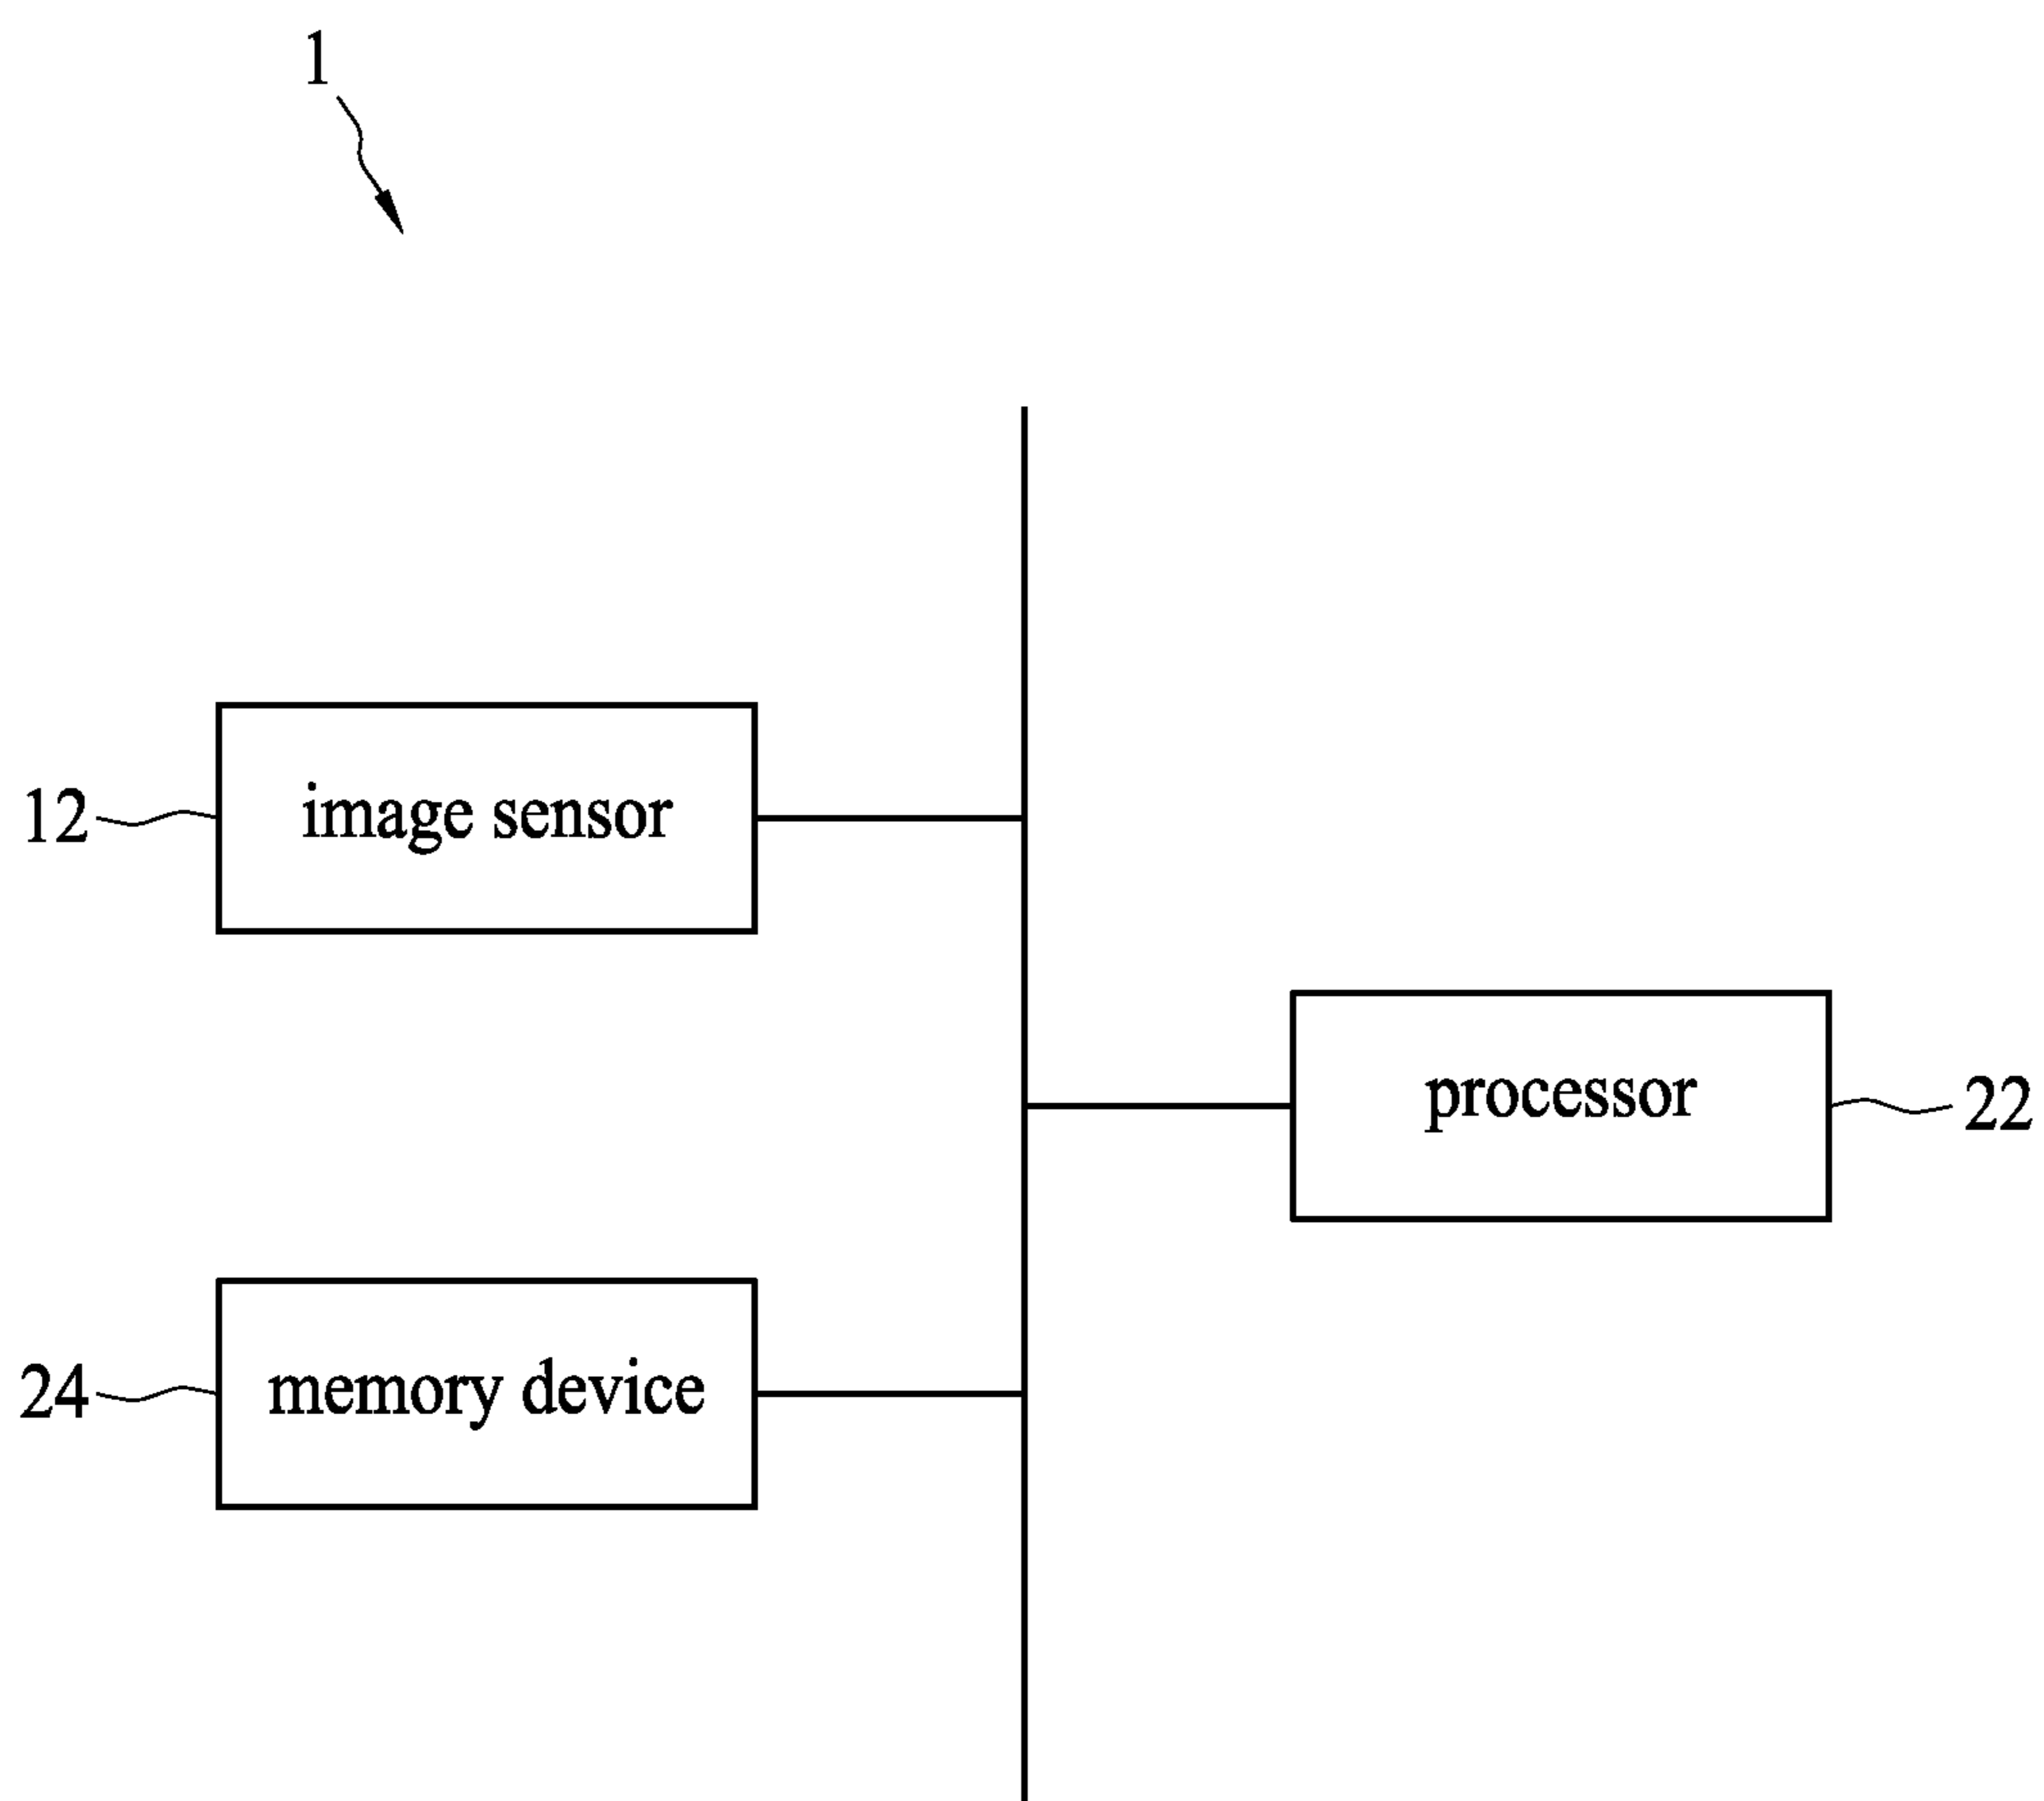 1
12
image sensor
processor
22
24
memory device